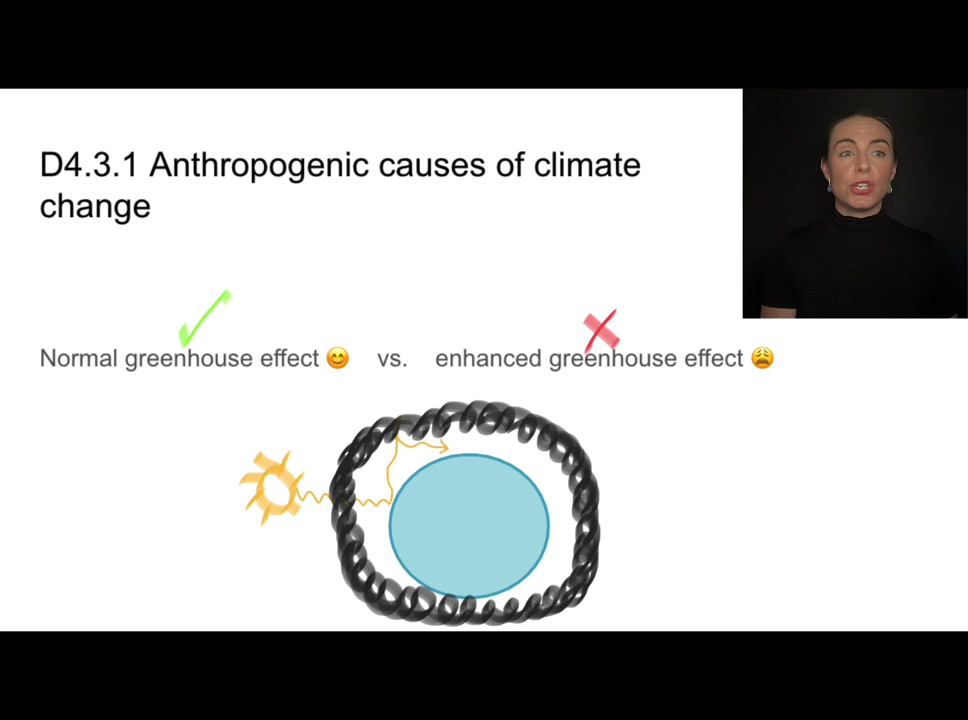 D4.3.1 Anthropogenic causes of climate
change
Normal greenhouse effect 😊 vs. enhanced greenhouse effect 😩